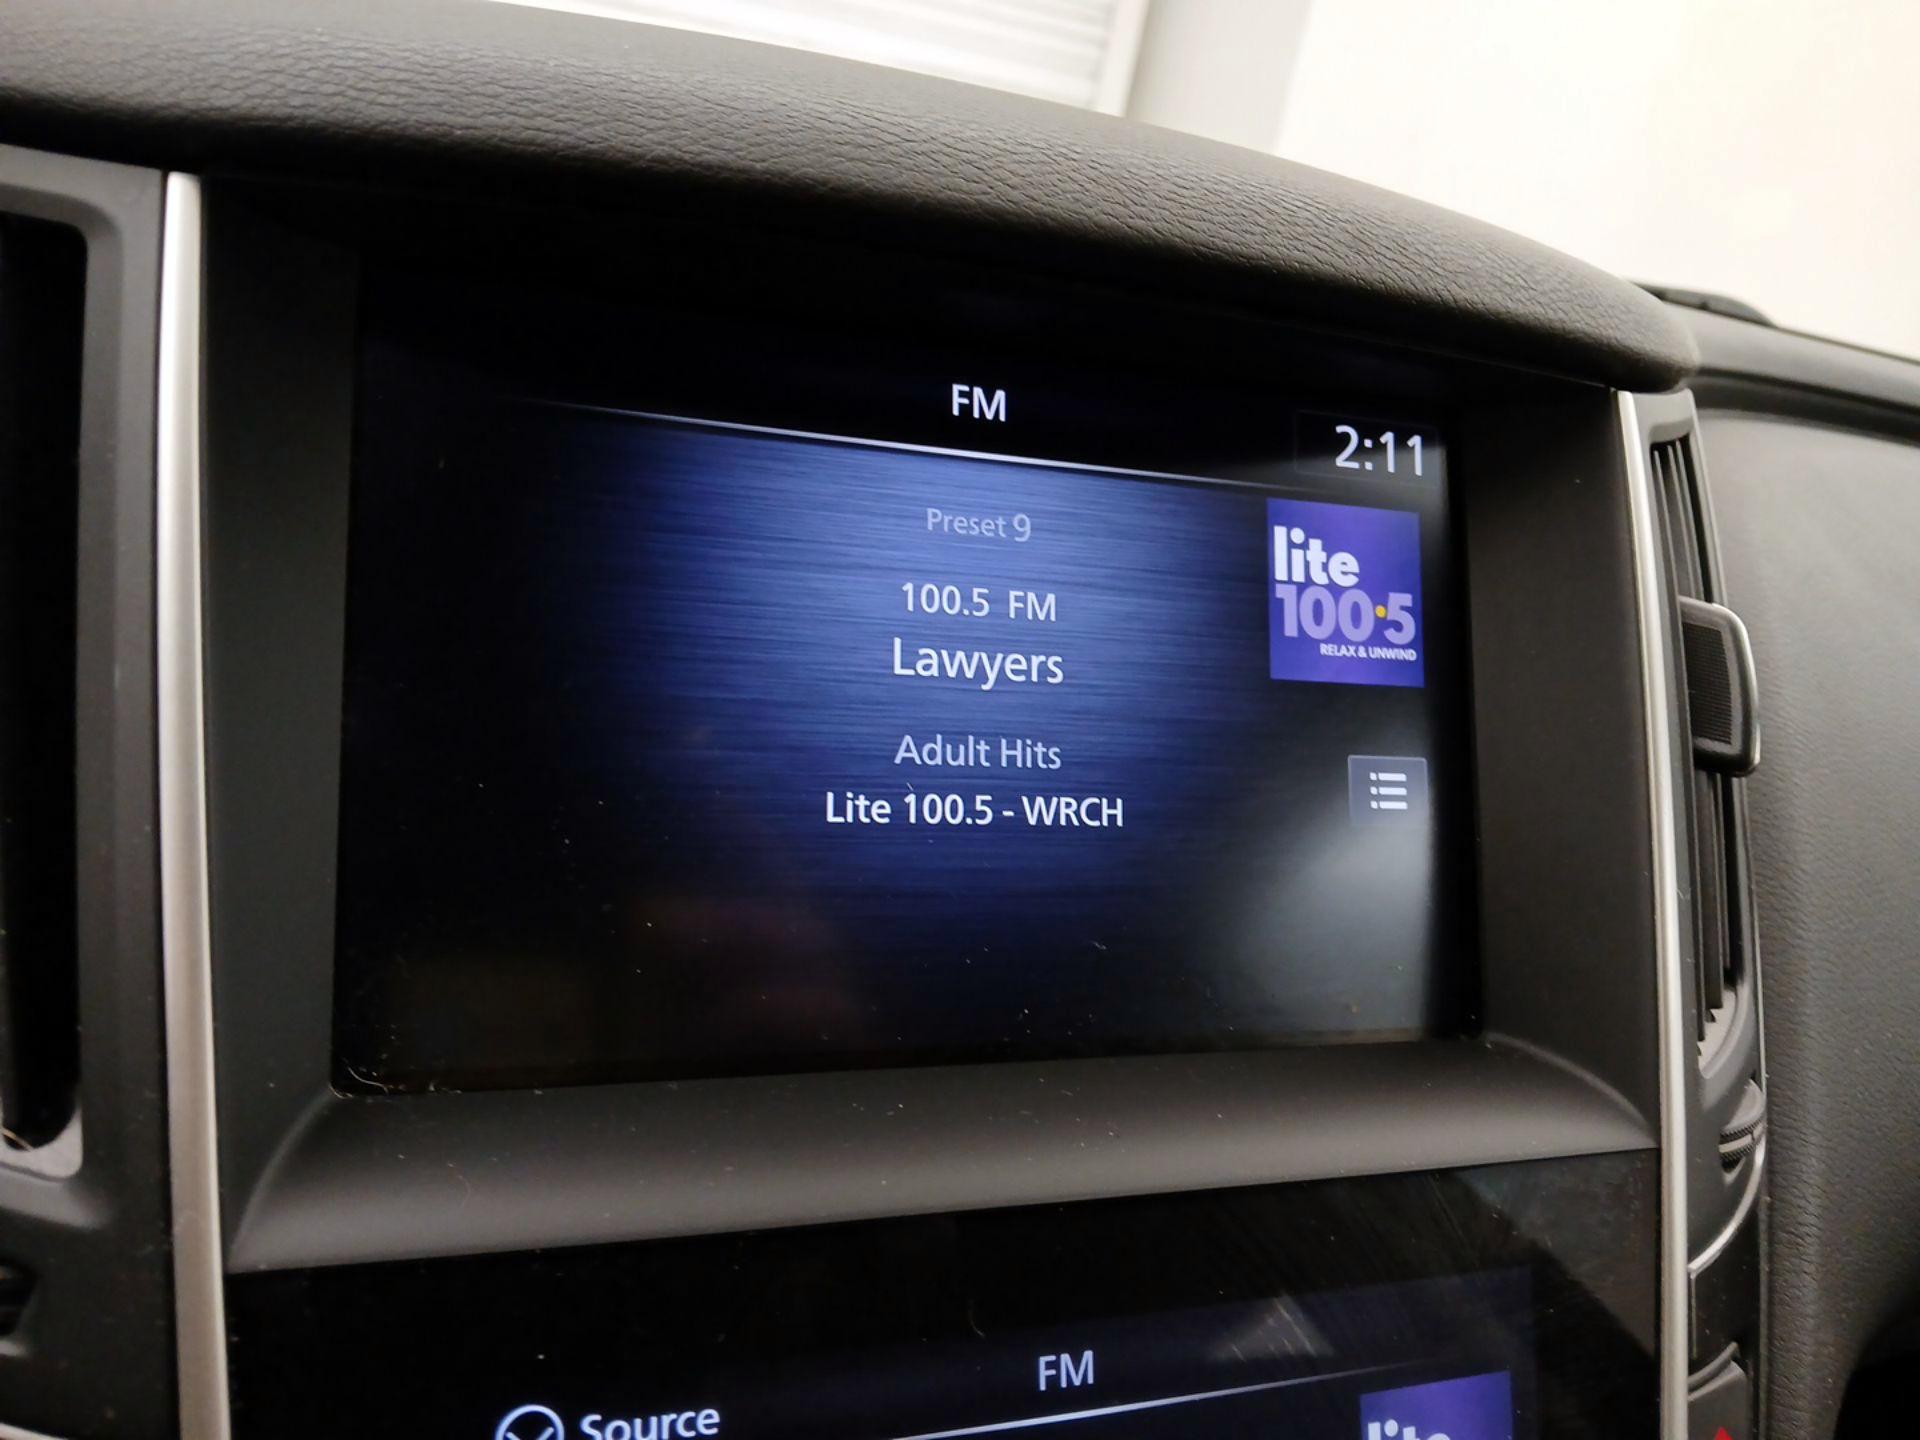 FM
2:11
Preset 9
100.5 FM
Lawyers
Adult Hits
Lite 100.5 - WRCH
lite
100.5
RELAX & UNWIND
FM
Source
lite